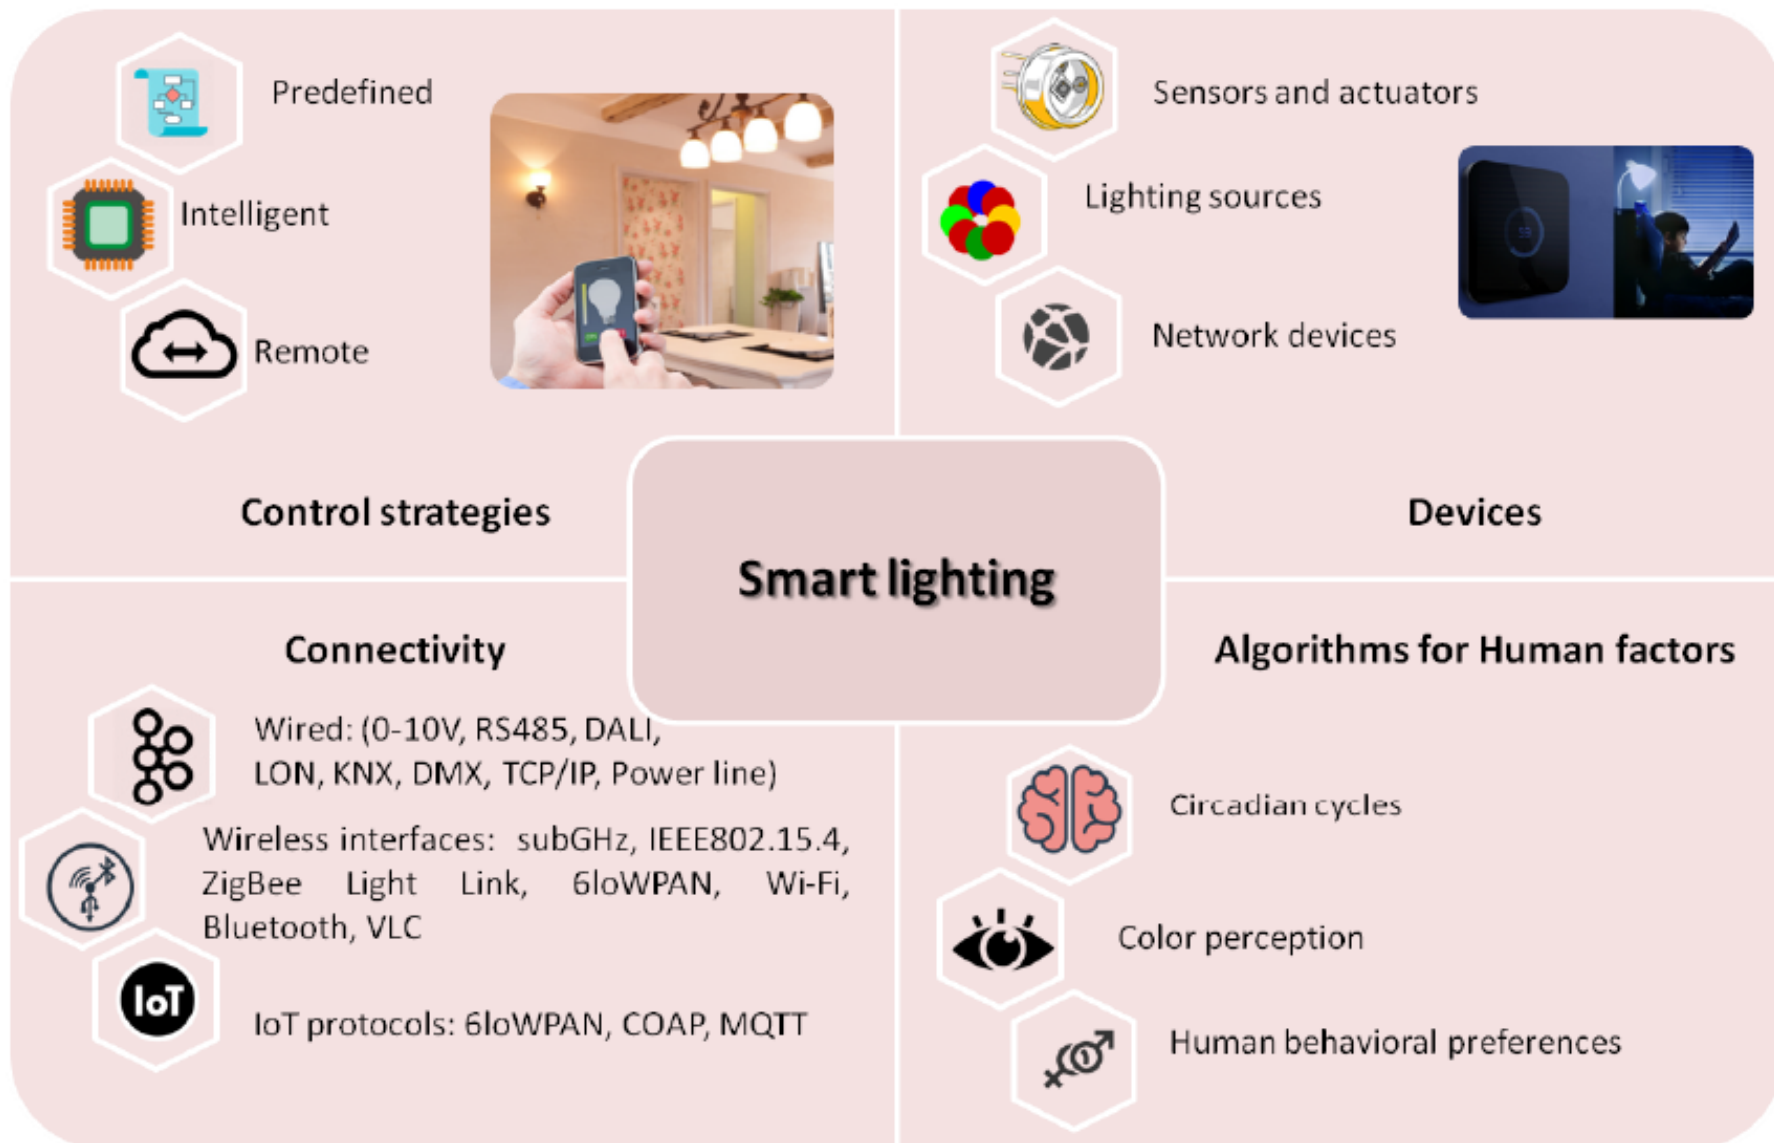 Predefined
Intelligent
Remote
Control strategies
Sensors and actuators
Lighting sources
Network devices
Devices
Smart lighting
Connectivity
Wired: (0-10V, RS485, DALI,
LON, KNX, DMX, TCP/IP, Power line)
Wireless interfaces: subGHz, IEEE802.15.4,
ZigBee Light Link, 6loWPAN, Wi-Fi,
Bluetooth, VLC
IoT
IoT protocols: 6loWPAN, COAP, MQTT
Algorithms for Human factors
Circadian cycles
Color perception
Human behavioral preferences